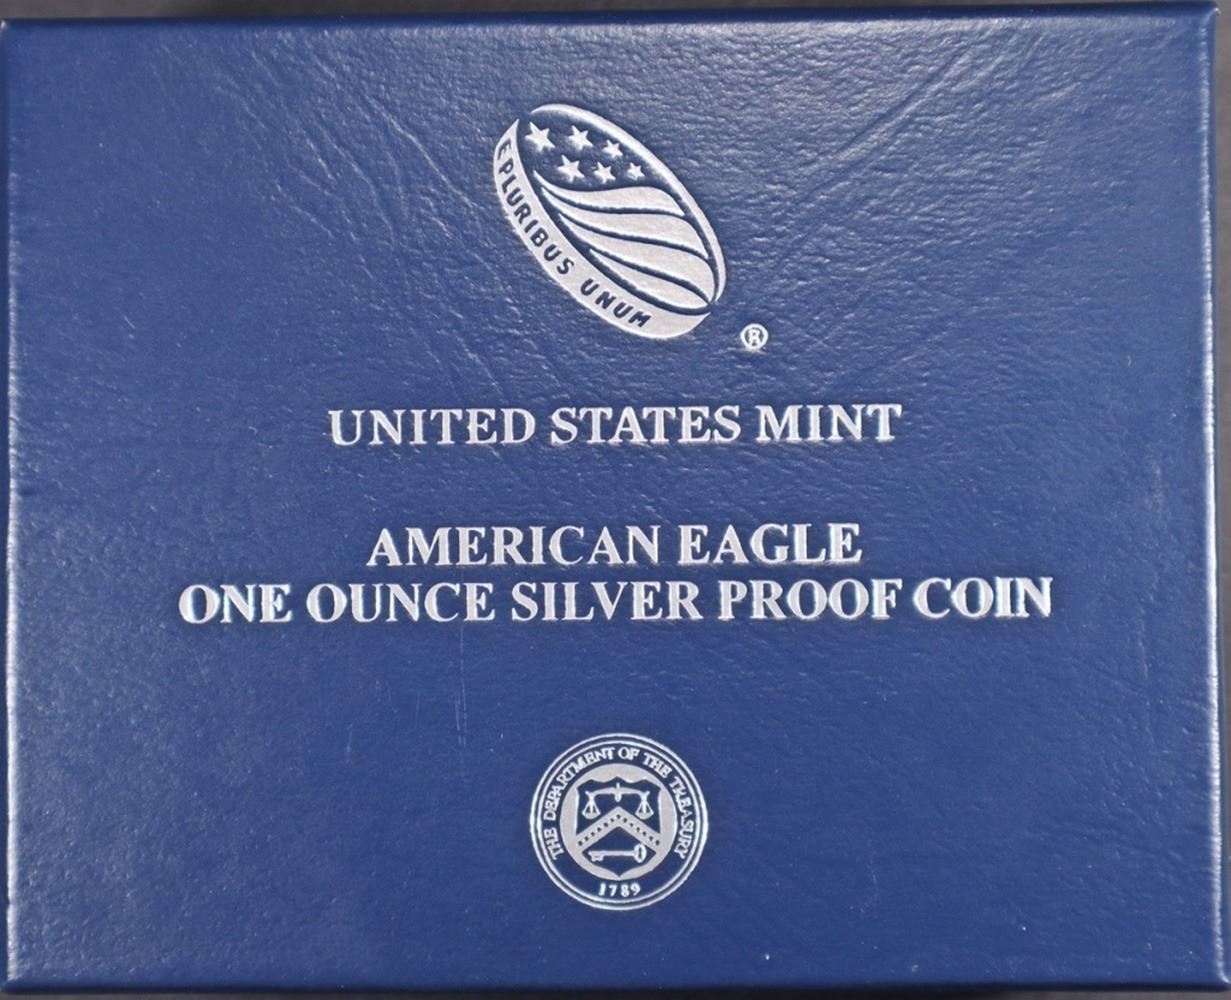 E PLURIBUS UNUM
®
UNITED STATES MINT
AMERICAN EAGLE
ONE OUNCE SILVER PROOF COIN
THE DEPARTMENT OF THE TREASURY
1789